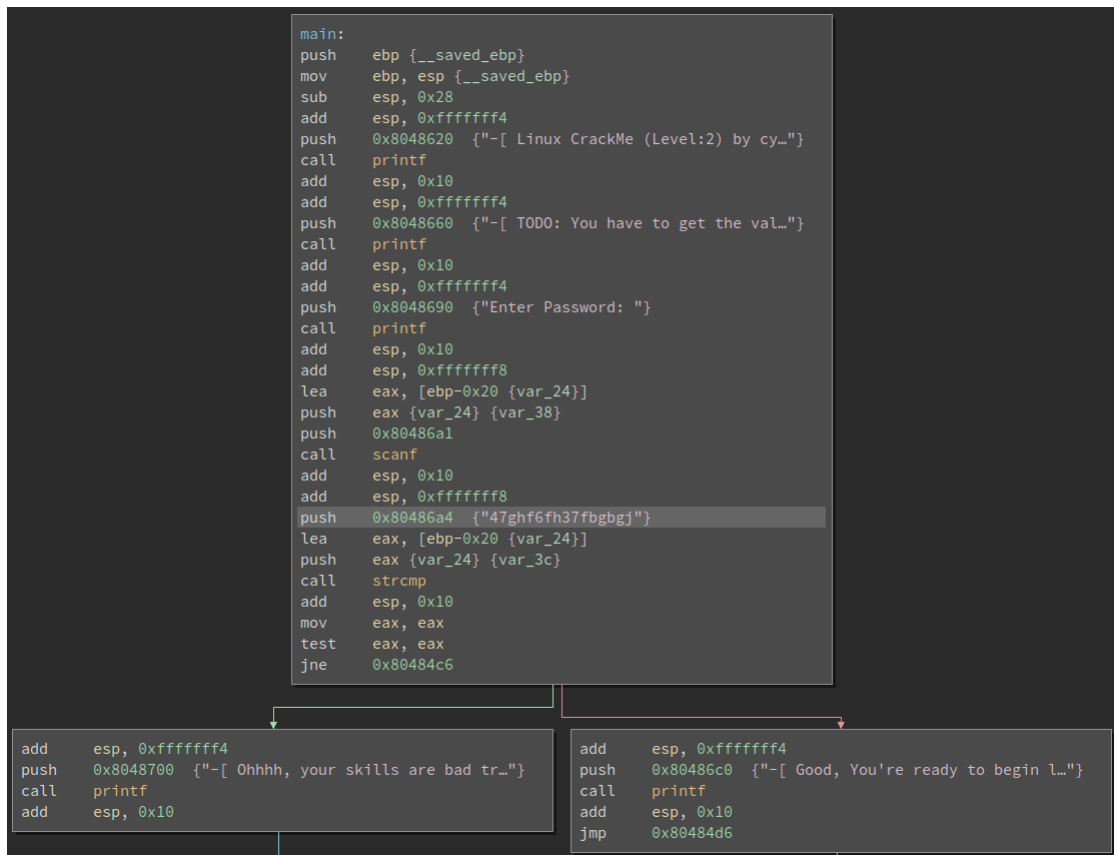 main:
push ebp {__saved_ebp}
mov ebp, esp {__saved_ebp}
sub esp, 0x28
add esp, 0xfffffff4
push 0x8048620 {"-[ Linux CrackMe (Level:2) by cy…"}
call printf
add esp, 0x10
add esp, 0xfffffff4
push 0x8048660 {"-[ TODO: You have to get the val…"}
call printf
add esp, 0x10
add esp, 0xfffffff4
push 0x8048690 {"Enter Password: "}
call printf
add esp, 0x10
add esp, 0xfffffff8
lea eax, [ebp-0x20 {var_24}]
push eax {var_24} {var_38}
push 0x80486a1
call scanf
add esp, 0x10
add esp, 0xfffffff8
push 0x80486a4 {"47ghf6fh37fbgbgj"}
lea eax, [ebp-0x20 {var_24}]
push eax {var_24} {var_3c}
call strcmp
add esp, 0x10
mov eax, eax
test eax, eax
jne 0x80484c6
add esp, 0xfffffff4
push 0x8048700 {"-[ Ohhhh, your skills are bad tr…"}
call printf
add esp, 0x10
add esp, 0xfffffff4
push 0x80486c0 {"-[ Good, You're ready to begin l…"}
call printf
add esp, 0x10
jmp 0x80484d6